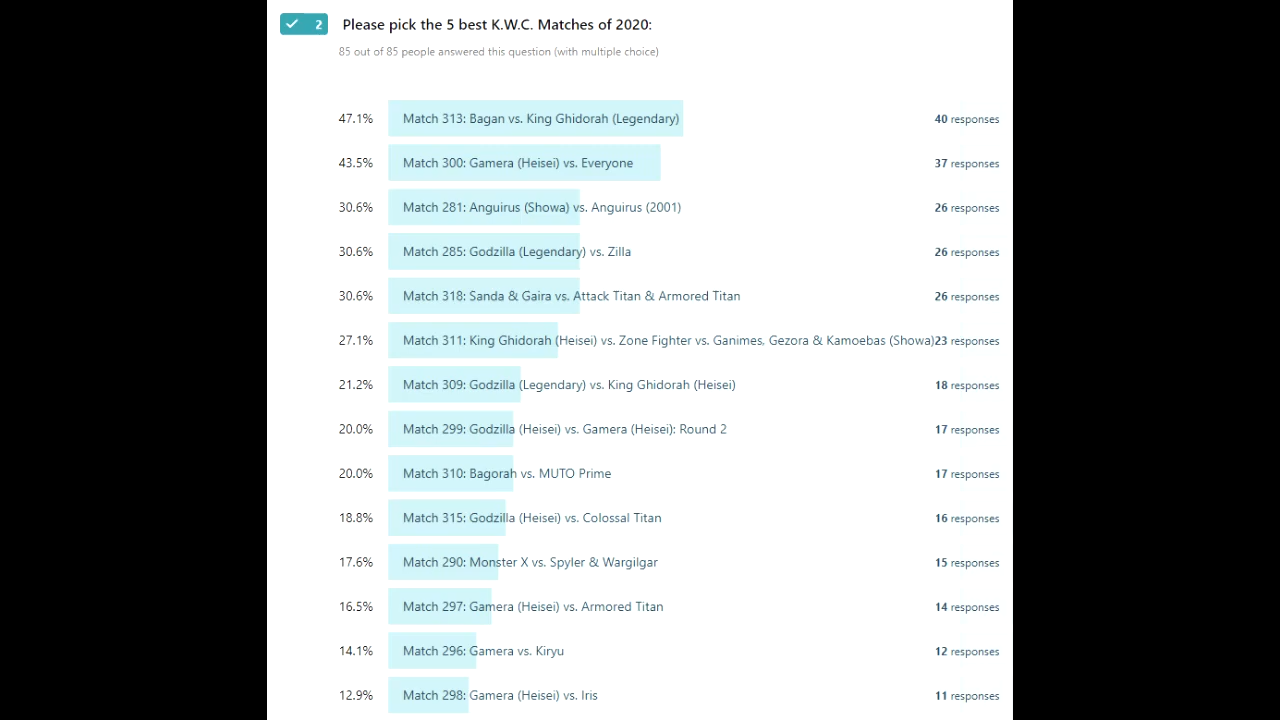 2 Please pick the 5 best K.W.C. Matches of 2020:
85 out of 85 people answered this question (with multiple choice)
47.1% Match 313: Bagan vs. King Ghidorah (Legendary) 40 responses
43.5% Match 300: Gamera (Heisei) vs. Everyone 37 responses
30.6% Match 281: Anguirus (Showa) vs. Anguirus (2001) 26 responses
30.6% Match 285: Godzilla (Legendary) vs. Zilla 26 responses
30.6% Match 318: Sanda & Gaira vs. Attack Titan & Armored Titan 26 responses
27.1% Match 311: King Ghidorah (Heisei) vs. Zone Fighter vs. Ganimes, Gezora & Kamoebas (Showa) 23 responses
21.2% Match 309: Godzilla (Legendary) vs. King Ghidorah (Heisei) 18 responses
20.0% Match 299: Godzilla (Heisei) vs. Gamera (Heisei): Round 2 17 responses
20.0% Match 310: Bagorah vs. MUTO Prime 17 responses
18.8% Match 315: Godzilla (Heisei) vs. Colossal Titan 16 responses
17.6% Match 290: Monster X vs. Spyler & Wargilgar 15 responses
16.5% Match 297: Gamera (Heisei) vs. Armored Titan 14 responses
14.1% Match 296: Gamera vs. Kiryu 12 responses
12.9% Match 298: Gamera (Heisei) vs. Iris 11 responses